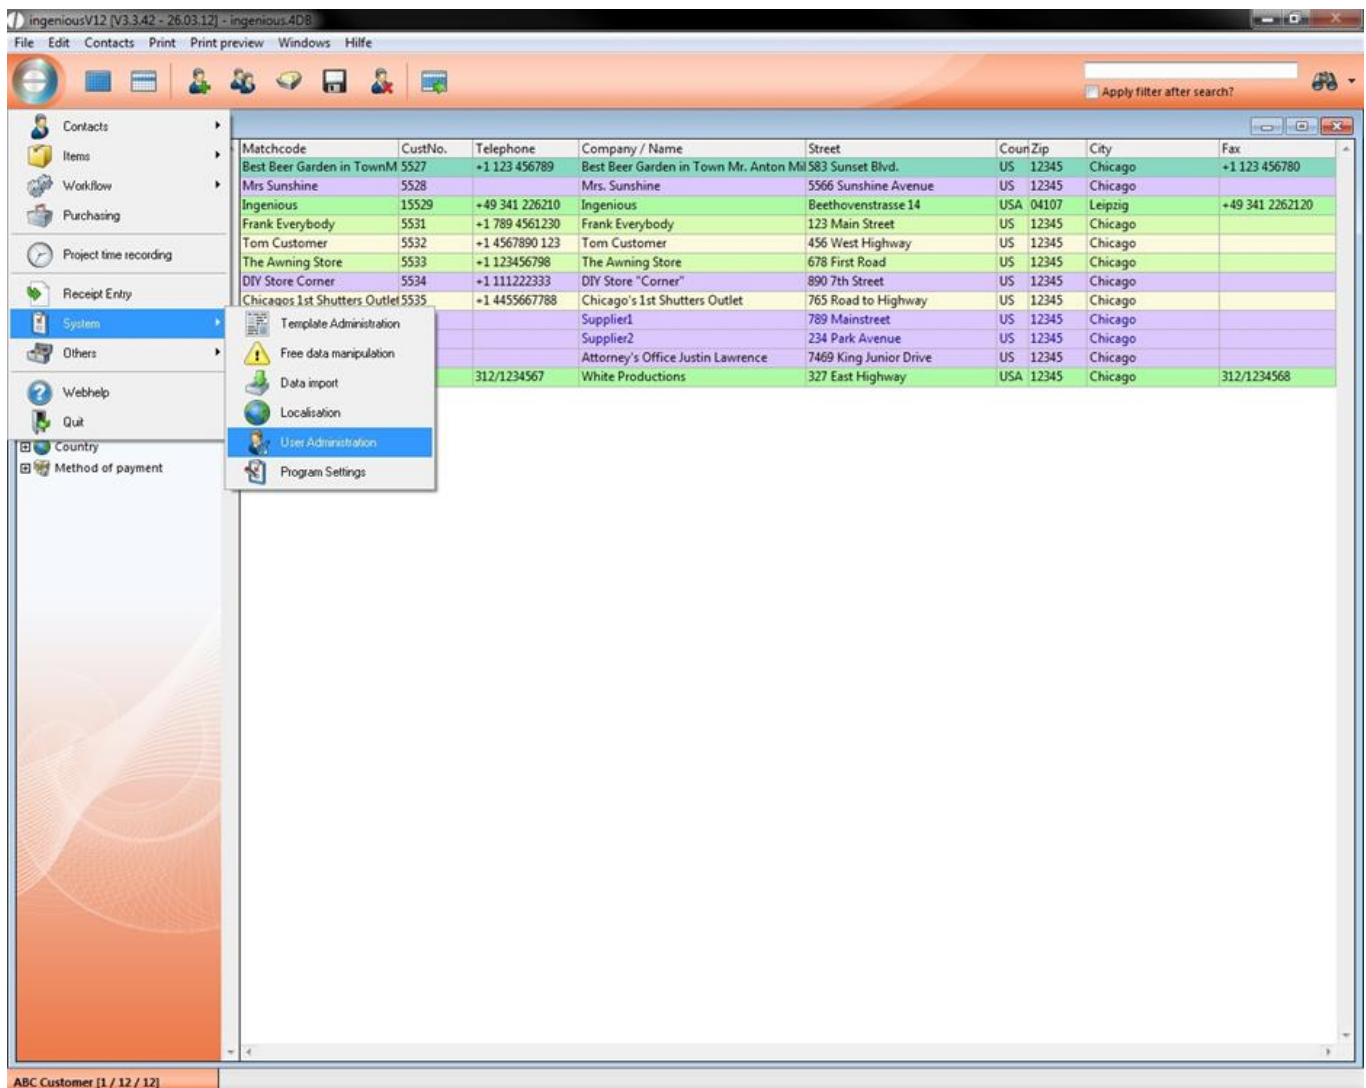 ingeniousV12 [V3.3.42 - 26.03.12] - ingenious.4DB
File Edit Contacts Print Print preview Windows Hilfe
Apply filter after search?
Contacts
Items
Workflow
Purchasing
Project time recording
Receipt Entry
System
Others
Webhelp
Quit
Country
Method of payment
Template Administration
Free data manipulation
Data import
Localisation
User Administration
Program Settings
Matchcode CustNo. Telephone Company / Name Street Coun Zip City Fax
Best Beer Garden in TownM 5527 +1 123 456789 Best Beer Garden in Town Mr. Anton Mil 583 Sunset Blvd. US 12345 Chicago +1 123 456780
Mrs Sunshine 5528 Mrs. Sunshine 5566 Sunshine Avenue US 12345 Chicago
Ingenious 15529 +49 341 226210 Ingenious Beethovenstrasse 14 USA 04107 Leipzig +49 341 2262120
Frank Everybody 5531 +1 789 4561230 Frank Everybody 123 Main Street US 12345 Chicago
Tom Customer 5532 +1 4567890 123 Tom Customer 456 West Highway US 12345 Chicago
The Awning Store 5533 +1 123456798 The Awning Store 678 First Road US 12345 Chicago
DIY Store Corner 5534 +1 111222333 DIY Store "Corner" 890 7th Street US 12345 Chicago
Chicagos 1st Shutters Outlet 5535 +1 4455667788 Chicago's 1st Shutters Outlet 765 Road to Highway US 12345 Chicago
Supplier1 789 Mainstreet US 12345 Chicago
Supplier2 234 Park Avenue US 12345 Chicago
Attorney's Office Justin Lawrence 7469 King Junior Drive US 12345 Chicago
312/1234567 White Productions 327 East Highway USA 12345 Chicago 312/1234568
ABC Customer [1 / 12 / 12]